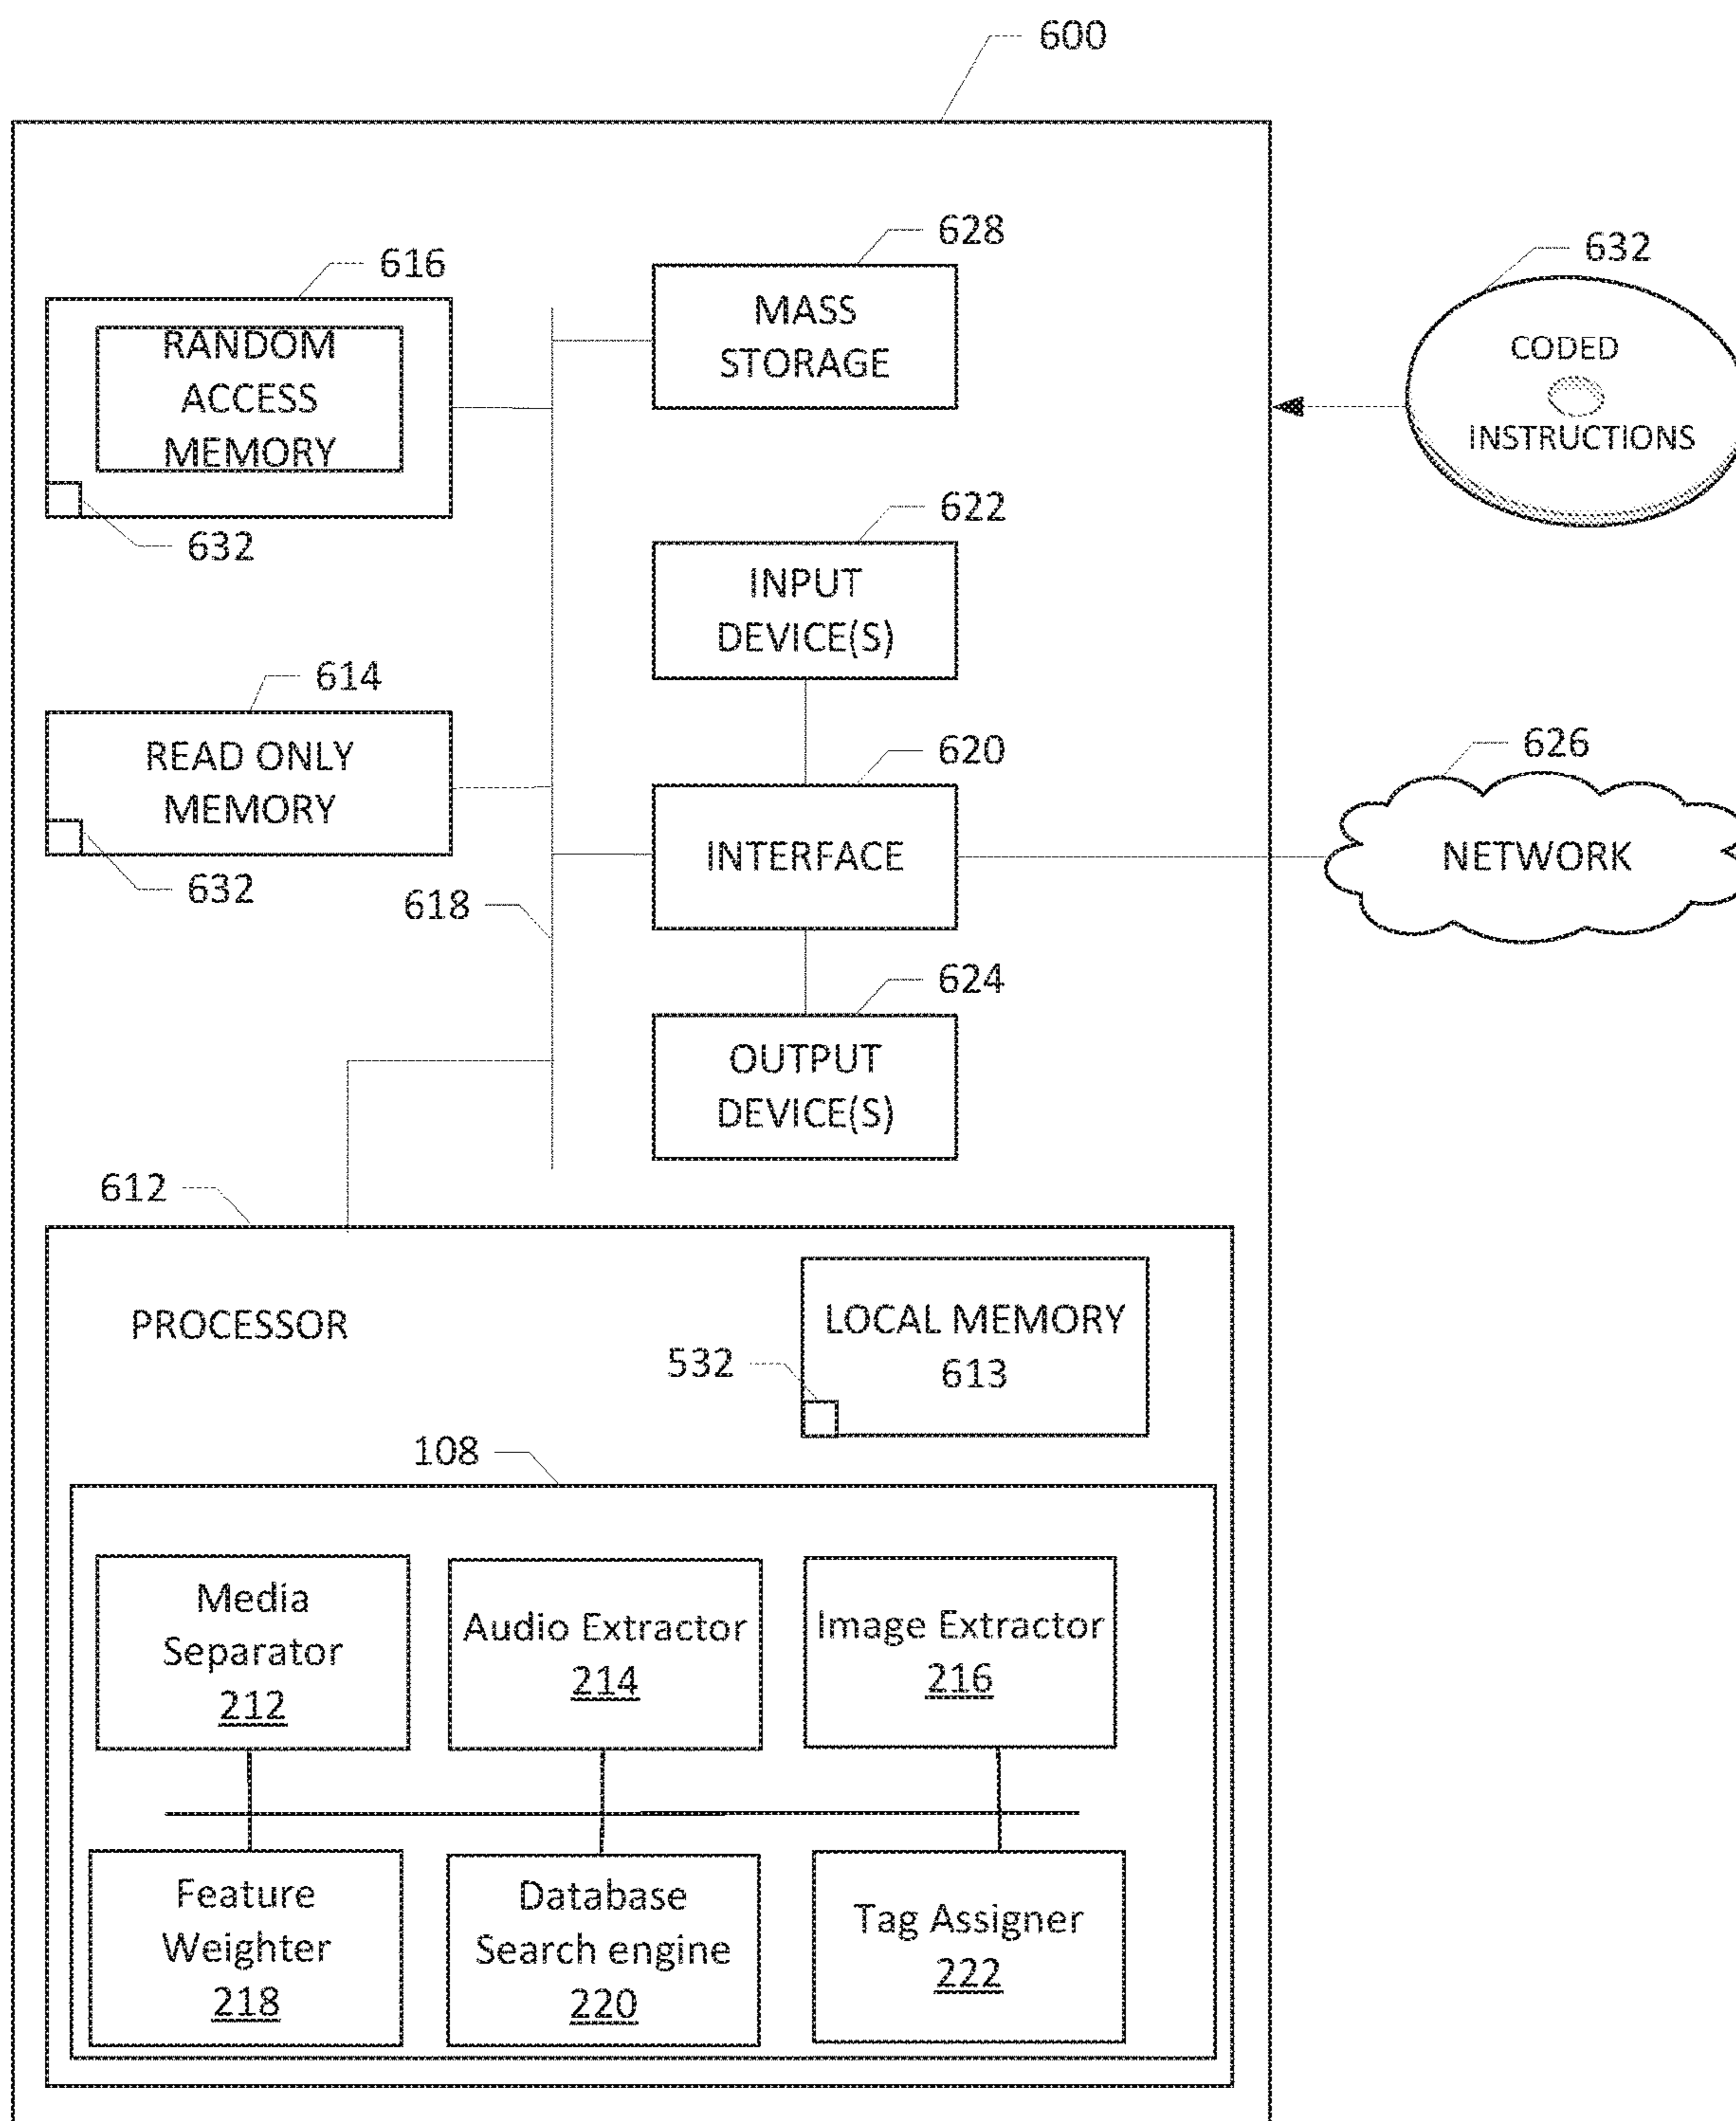 600
628
616
632
MASS
STORAGE
RANDOM
ACCESS
MEMORY
CODED
INSTRUCTIONS
632
622
INPUT
DEVICE(S)
614
620
626
READ ONLY
MEMORY
INTERFACE
NETWORK
632
618
624
OUTPUT
DEVICE(S)
612
PROCESSOR
LOCAL MEMORY
613
532
108
Media
Separator
212
Audio Extractor
214
Image Extractor
216
Feature
Weighter
218
Database
Search engine
220
Tag Assigner
222